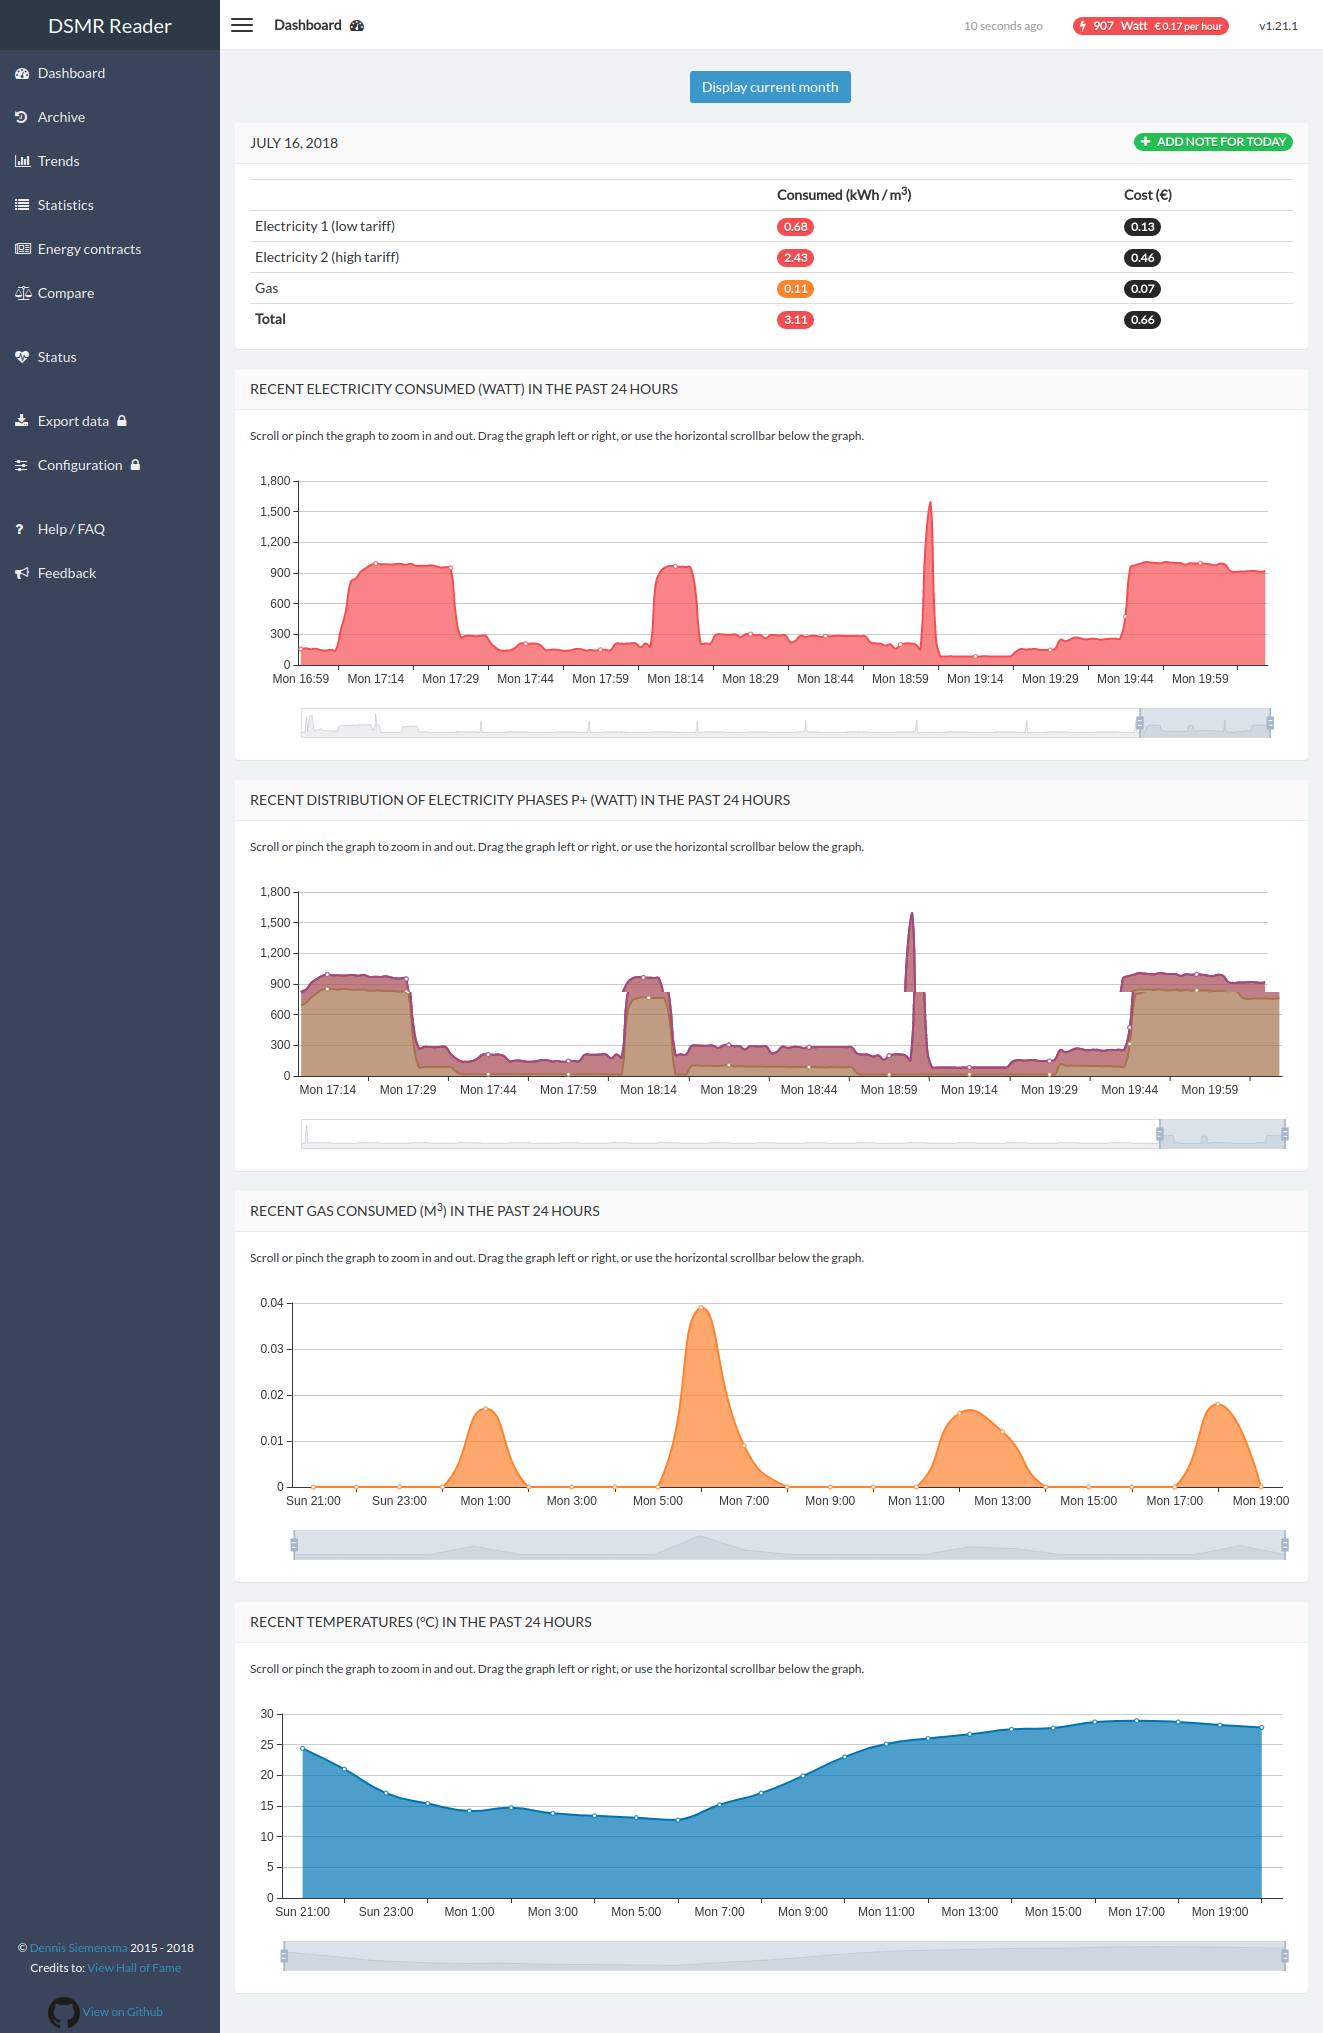 DSMR Reader
Dashboard
10 seconds ago
907 Watt € 0.17 per hour
v1.21.1
Dashboard
Archive
Trends
Statistics
Energy contracts
Compare
Status
Export data
Configuration
Help / FAQ
Feedback
© Dennis Siemensma 2015 - 2018
Credits to: View Hall of Fame
View on Github
Display current month
JULY 16, 2018
ADD NOTE FOR TODAY
Consumed (kWh / m³) Cost (€)
Electricity 1 (low tariff) 0.68 0.13
Electricity 2 (high tariff) 2.43 0.46
Gas 0.11 0.07
Total 3.11 0.66
RECENT ELECTRICITY CONSUMED (WATT) IN THE PAST 24 HOURS
Scroll or pinch the graph to zoom in and out. Drag the graph left or right, or use the horizontal scrollbar below the graph.
1,800
1,500
1,200
900
600
300
0
Mon 16:59 Mon 17:14 Mon 17:29 Mon 17:44 Mon 17:59 Mon 18:14 Mon 18:29 Mon 18:44 Mon 18:59 Mon 19:14 Mon 19:29 Mon 19:44 Mon 19:59
RECENT DISTRIBUTION OF ELECTRICITY PHASES P+ (WATT) IN THE PAST 24 HOURS
Scroll or pinch the graph to zoom in and out. Drag the graph left or right, or use the horizontal scrollbar below the graph.
1,800
1,500
1,200
900
600
300
0
Mon 17:14 Mon 17:29 Mon 17:44 Mon 17:59 Mon 18:14 Mon 18:29 Mon 18:44 Mon 18:59 Mon 19:14 Mon 19:29 Mon 19:44 Mon 19:59
RECENT GAS CONSUMED (M³) IN THE PAST 24 HOURS
Scroll or pinch the graph to zoom in and out. Drag the graph left or right, or use the horizontal scrollbar below the graph.
0.04
0.03
0.02
0.01
0
Sun 21:00 Sun 23:00 Mon 1:00 Mon 3:00 Mon 5:00 Mon 7:00 Mon 9:00 Mon 11:00 Mon 13:00 Mon 15:00 Mon 17:00 Mon 19:00
RECENT TEMPERATURES (°C) IN THE PAST 24 HOURS
Scroll or pinch the graph to zoom in and out. Drag the graph left or right, or use the horizontal scrollbar below the graph.
30
25
20
15
10
5
0
Sun 21:00 Sun 23:00 Mon 1:00 Mon 3:00 Mon 5:00 Mon 7:00 Mon 9:00 Mon 11:00 Mon 13:00 Mon 15:00 Mon 17:00 Mon 19:00